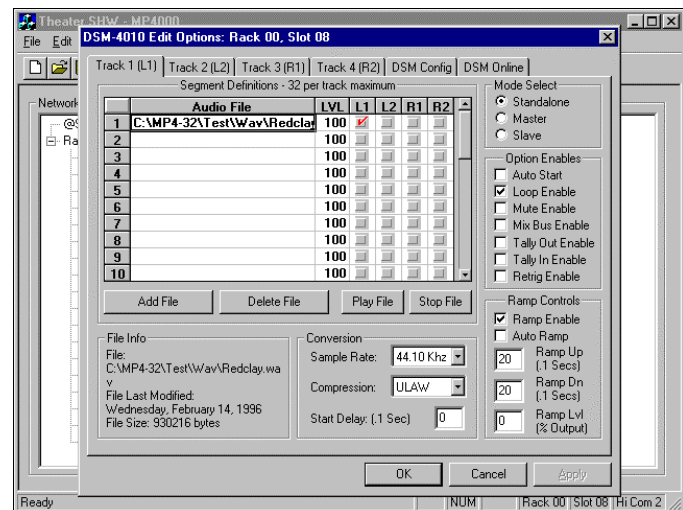 Theater SHW - MP4000
File Edit
DSM-4010 Edit Options: Rack 00, Slot 08
Track 1 (L1) Track 2 (L2) Track 3 (R1) Track 4 (R2) DSM Config DSM Online
Segment Definitions - 32 per track maximum
Audio File LVL L1 L2 R1 R2
1 C:\MP4-32\Test\Wav\Redclay 100
2 100
3 100
4 100
5 100
6 100
7 100
8 100
9 100
10 100
Add File Delete File Play File Stop File
File Info
File:
C:\MP4-32\Test\Wav\Redclay.wa
v
File Last Modified:
Wednesday, February 14, 1996
File Size: 930216 bytes
Conversion
Sample Rate: 44.10 Khz
Compression: ULAW
Start Delay: (.1 Sec) 0
Mode Select
Standalone
Master
Slave
Option Enables
Auto Start
Loop Enable
Mute Enable
Mix Bus Enable
Tally Out Enable
Tally In Enable
Retrig Enable
Ramp Controls
Ramp Enable
Auto Ramp
20 Ramp Up
(.1 Secs)
20 Ramp Dn
(.1 Secs)
0 Ramp Lvl
(% Output)
OK Cancel Apply
Network
Ra
Ready NUM Rack 00 Slot 08 Hi Com 2